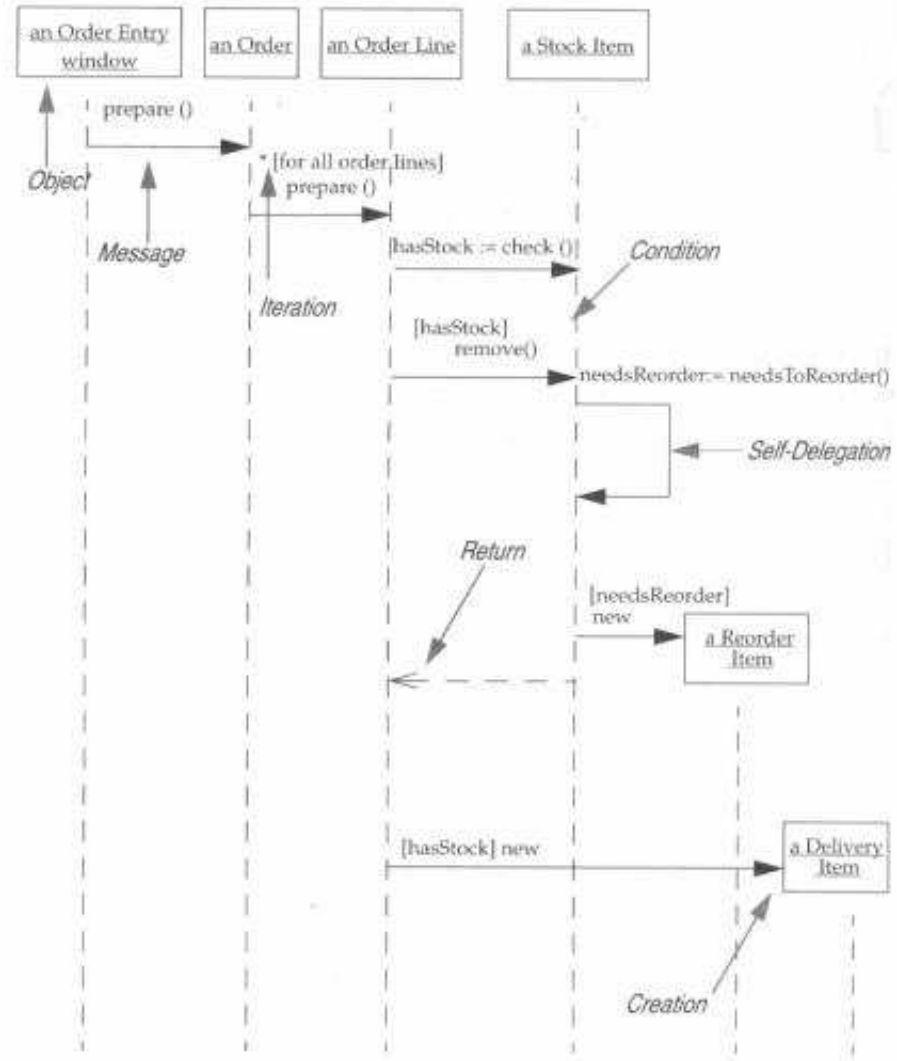 an Order Entry
window
an Order
an Order Line
a Stock Item
prepare ()
* [for all order lines]
prepare ()
Object
Message
Iteration
hasStock := check ()
Condition
[hasStock]
remove()
needsReorder:= needsToReorder()
Self-Delegation
Return
[needsReorder]
new
a Reorder
Item
[hasStock] new
a Delivery
Item
Creation